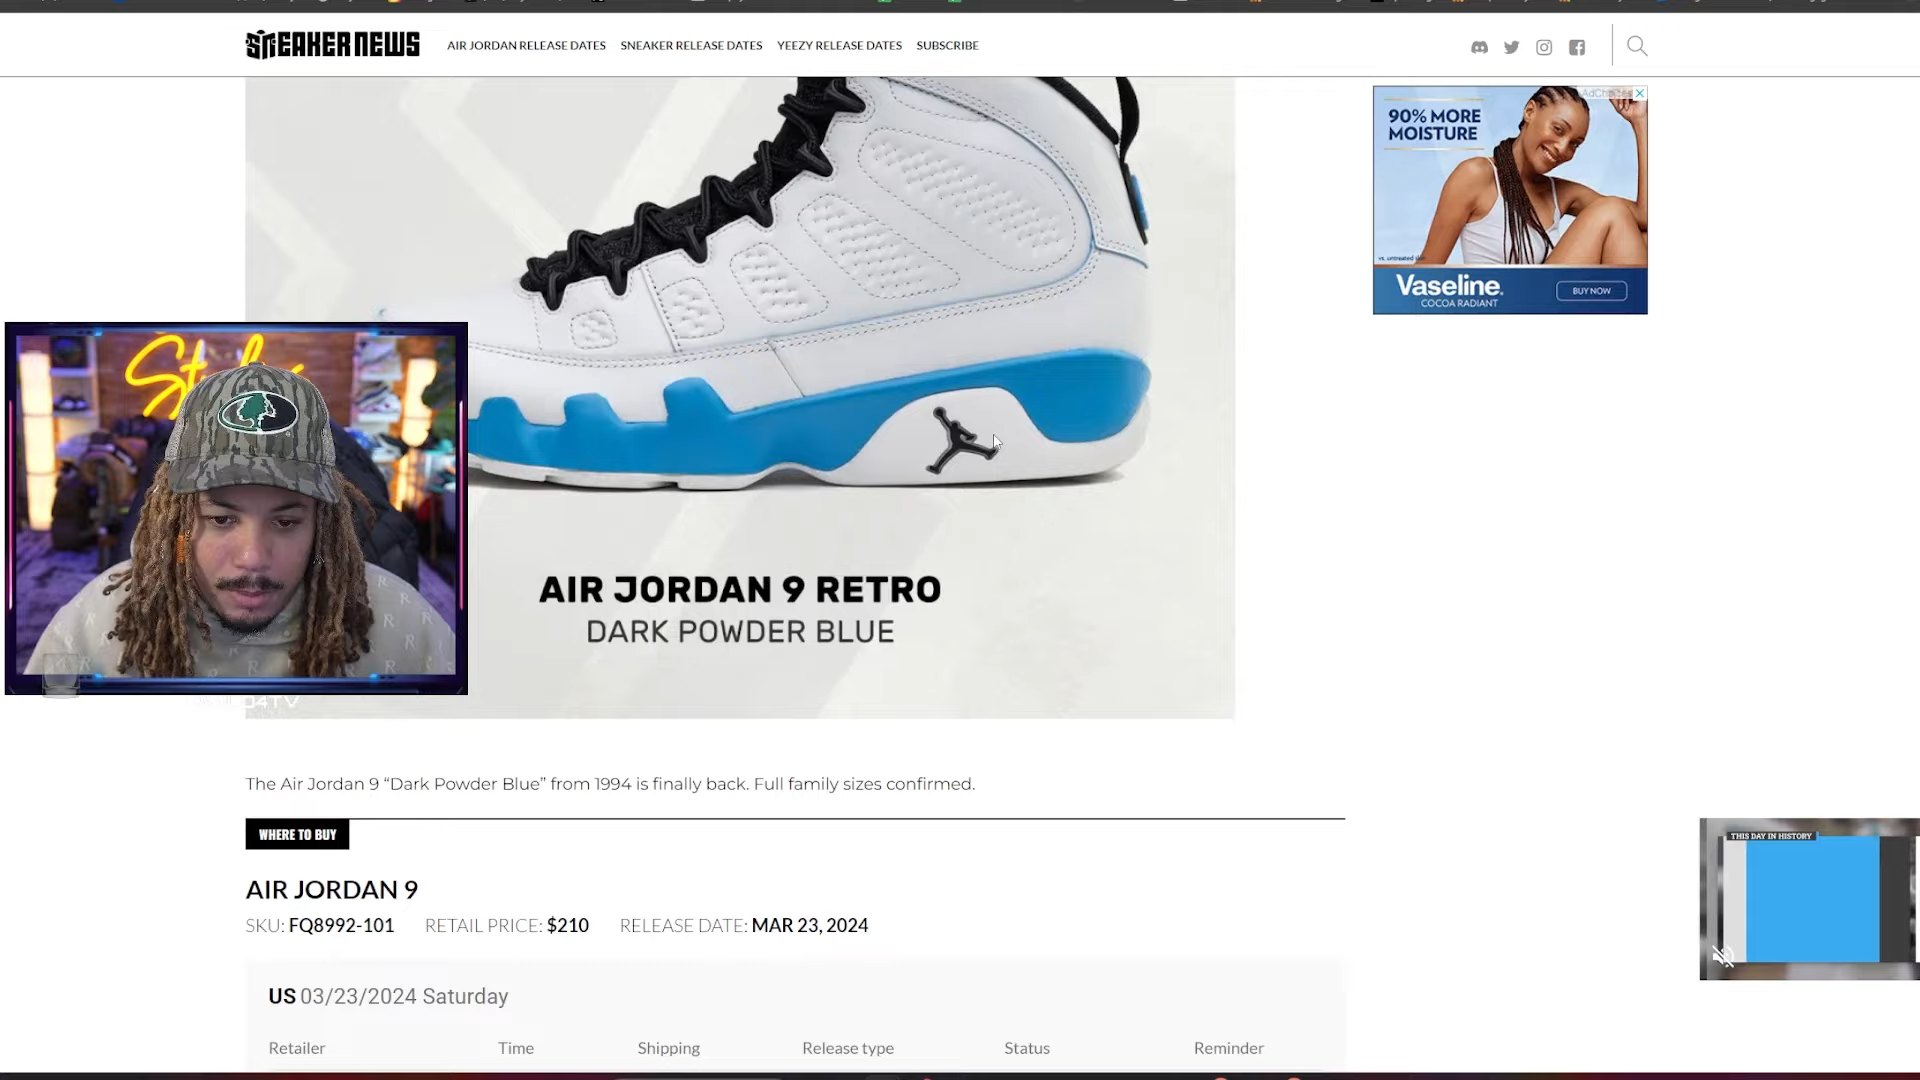 SNEAKER NEWS
AIR JORDAN RELEASE DATES
SNEAKER RELEASE DATES
YEEZY RELEASE DATES
SUBSCRIBE
AdChoices
90% MORE
MOISTURE
vs. untreated skin
Vaseline
COCOA RADIANT
BUY NOW
AIR JORDAN 9 RETRO
DARK POWDER BLUE
The Air Jordan 9 “Dark Powder Blue” from 1994 is finally back. Full family sizes confirmed.
WHERE TO BUY
THIS DAY IN HISTORY
AIR JORDAN 9
SKU: FQ8992-101 RETAIL PRICE: $210 RELEASE DATE: MAR 23, 2024
US 03/23/2024 Saturday
Retailer Time Shipping Release type Status Reminder